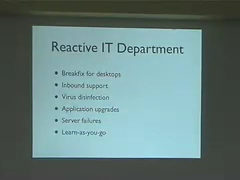 Reactive IT Department
• Breakfix for desktops
• Inbound support
• Virus disinfection
• Application upgrades
• Server failures
• Learn-as-you-go